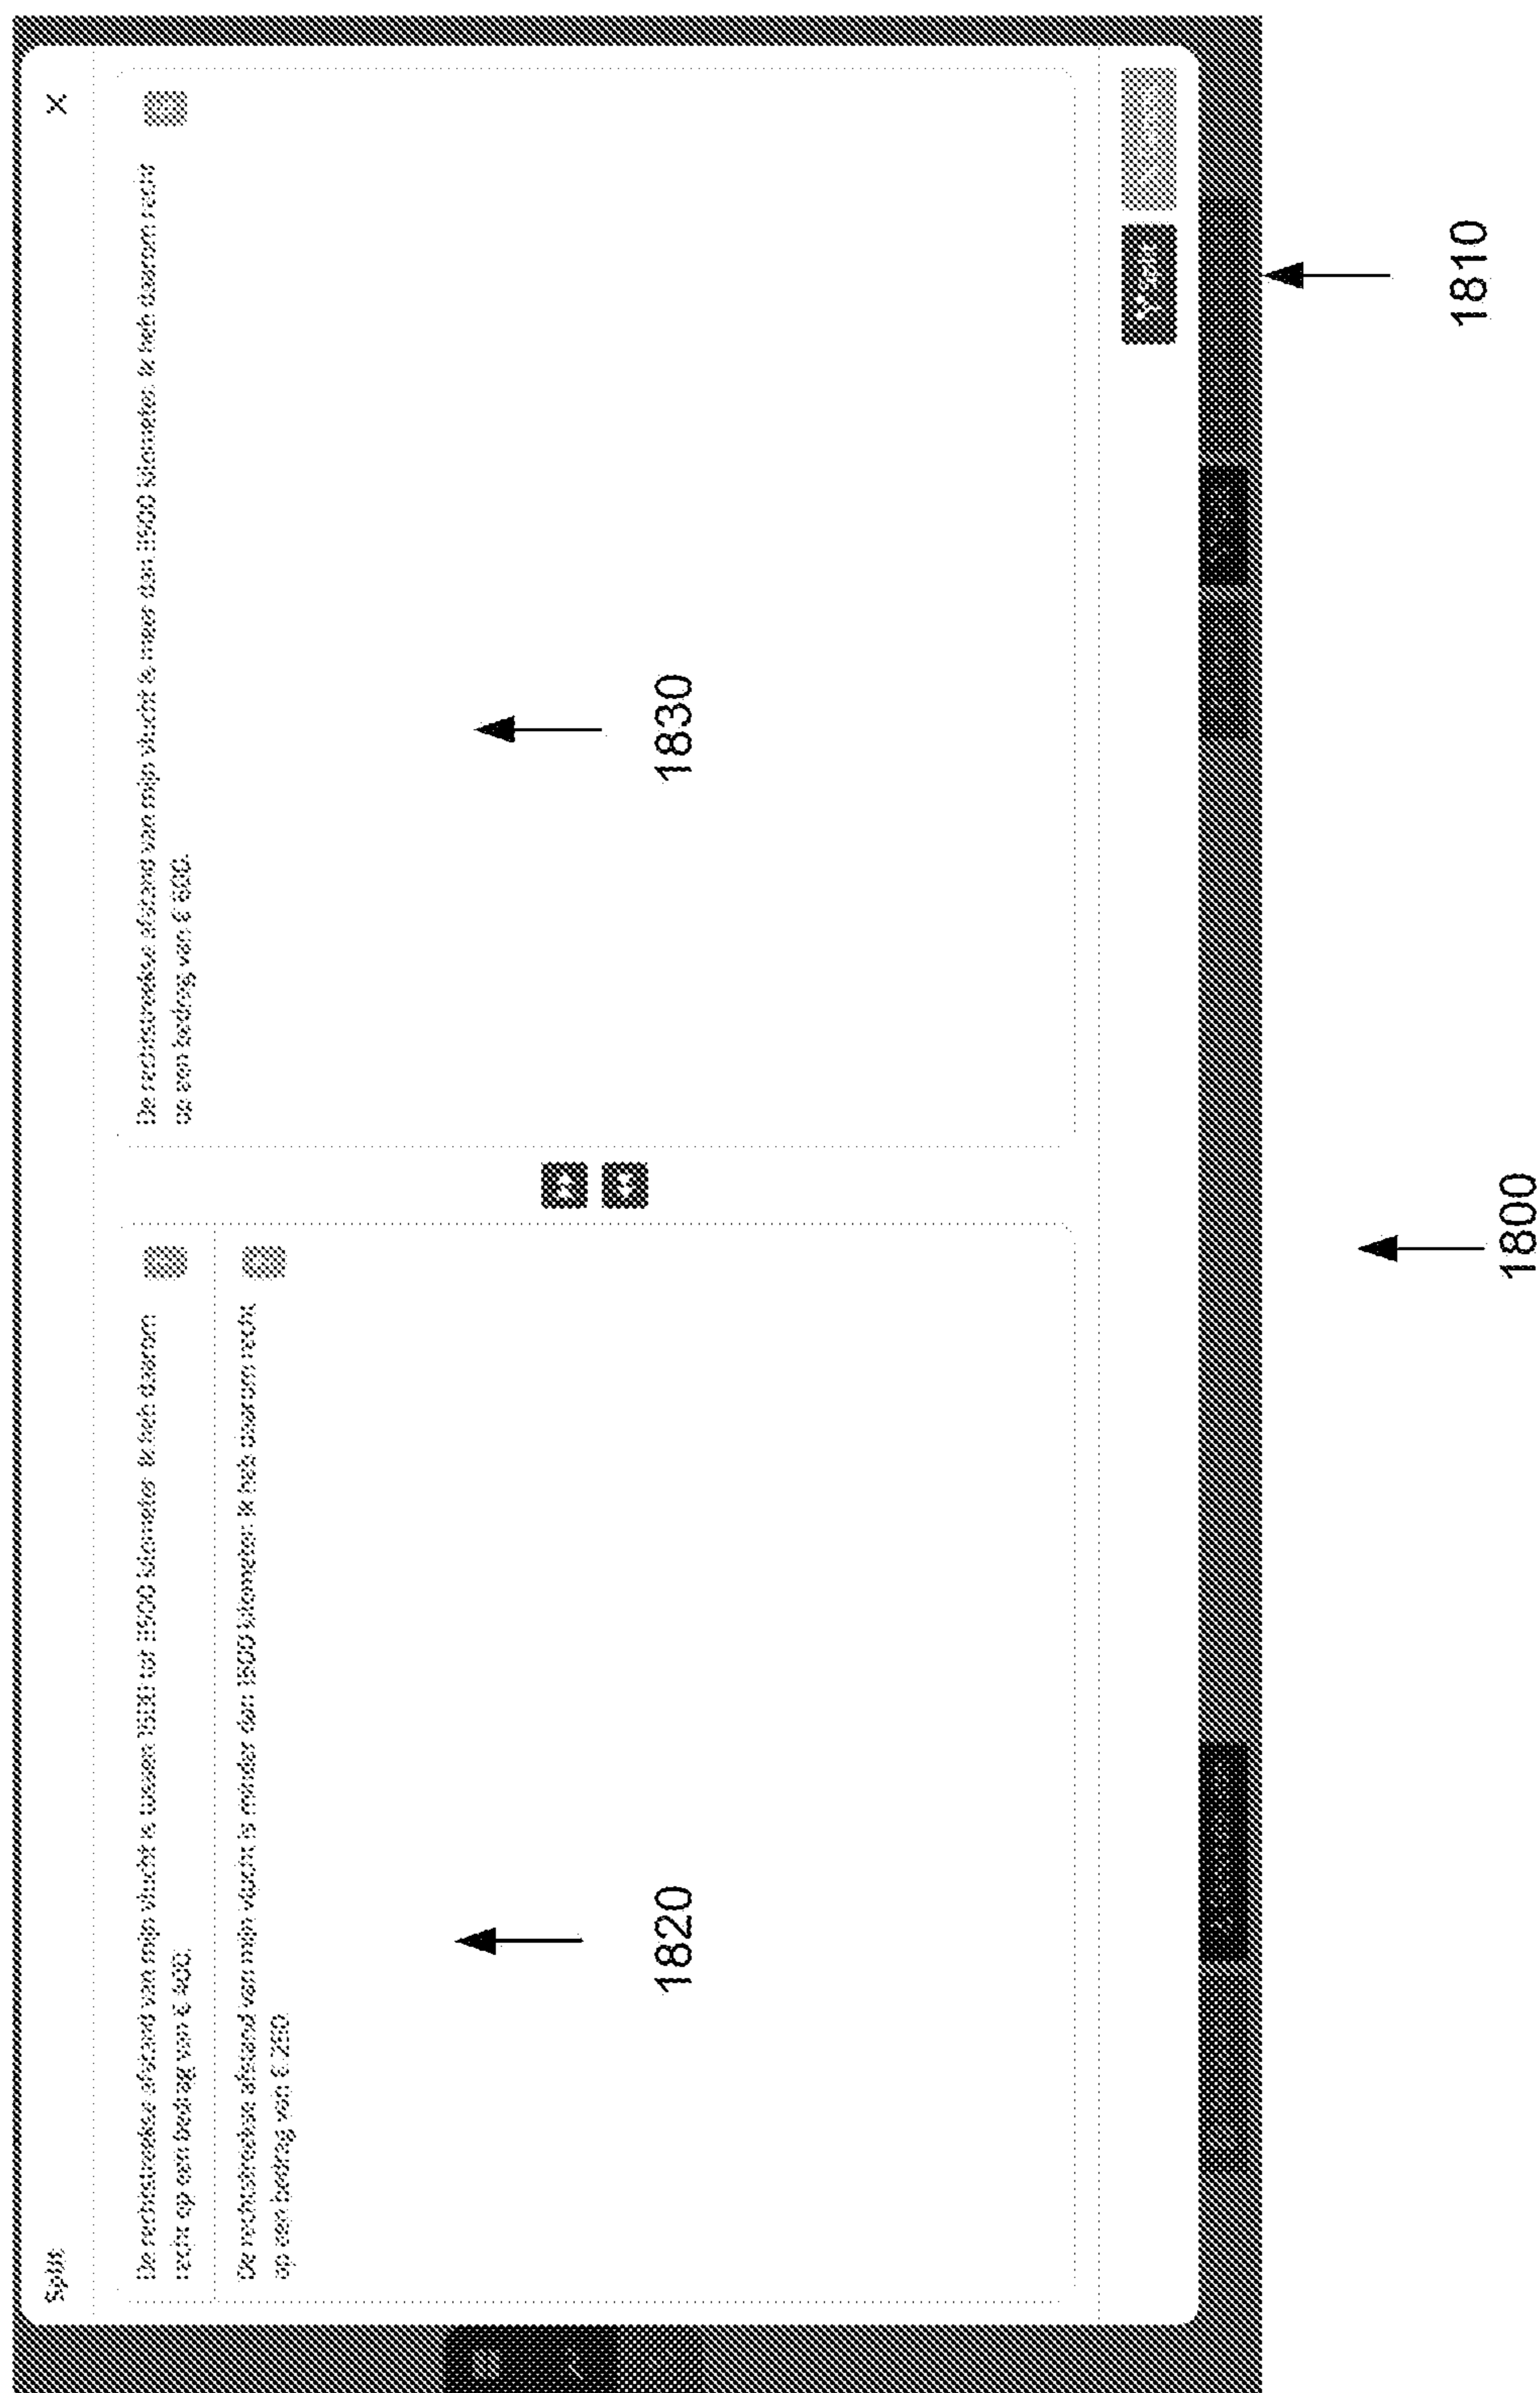 Split
×
De rechtstreekse afstand van mijn vlucht is tussen 1500 tot 3500 kilometer. Ik heb daarom
recht op een bedrag van € 400.
De rechtstreekse afstand van mijn vlucht is minder dan 1500 kilometer. Ik heb daarom recht
op een bedrag van € 250.
De rechtstreekse afstand van mijn vlucht is meer dan 3500 kilometer. Ik heb daarom recht
op een bedrag van € 600.
1820
1830
Split
1810
1800